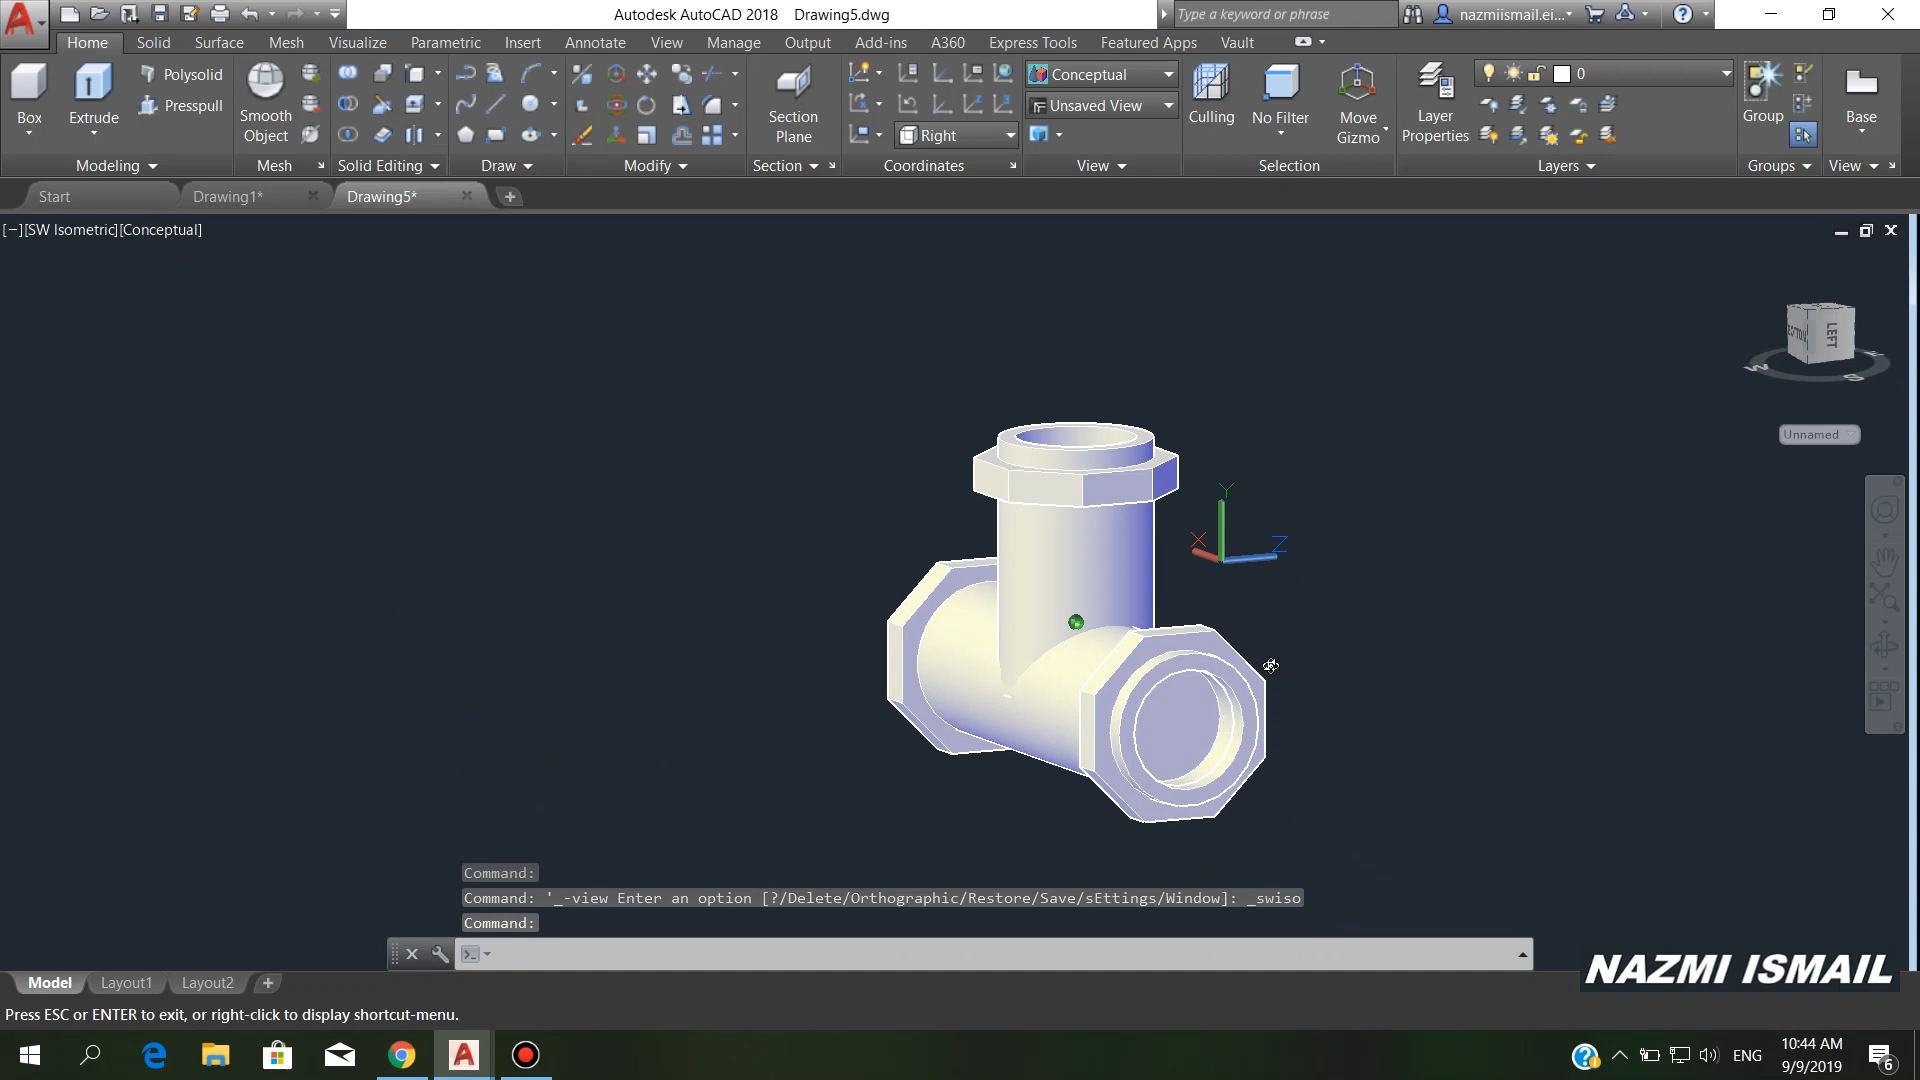 Autodesk AutoCAD 2018 Drawing5.dwg
Type a keyword or phrase
nazmiismail.ei...
Home Solid Surface Mesh Visualize Parametric Insert Annotate View Manage Output Add-ins A360 Express Tools Featured Apps Vault
Box
Extrude
Polysolid
Presspull
Modeling
Smooth
Object
Mesh
Solid Editing
Draw
Modify
Section
Plane
Section
Right
Coordinates
Conceptual
Unsaved View
View
Culling
No Filter
Move
Gizmo
Selection
Layer
Properties
0
Layers
Group
Groups
Base
View
Start Drawing1* Drawing5*
[−][SW Isometric][Conceptual]
LEFT
W
S
Unnamed
Y
X
Z
Command:
Command: '_-view Enter an option [?/Delete/Orthographic/Restore/Save/sEttings/Window]: _swiso
Command:
NAZMI ISMAIL
Model Layout1 Layout2
Press ESC or ENTER to exit, or right-click to display shortcut-menu.
ENG
10:44 AM
9/9/2019
6